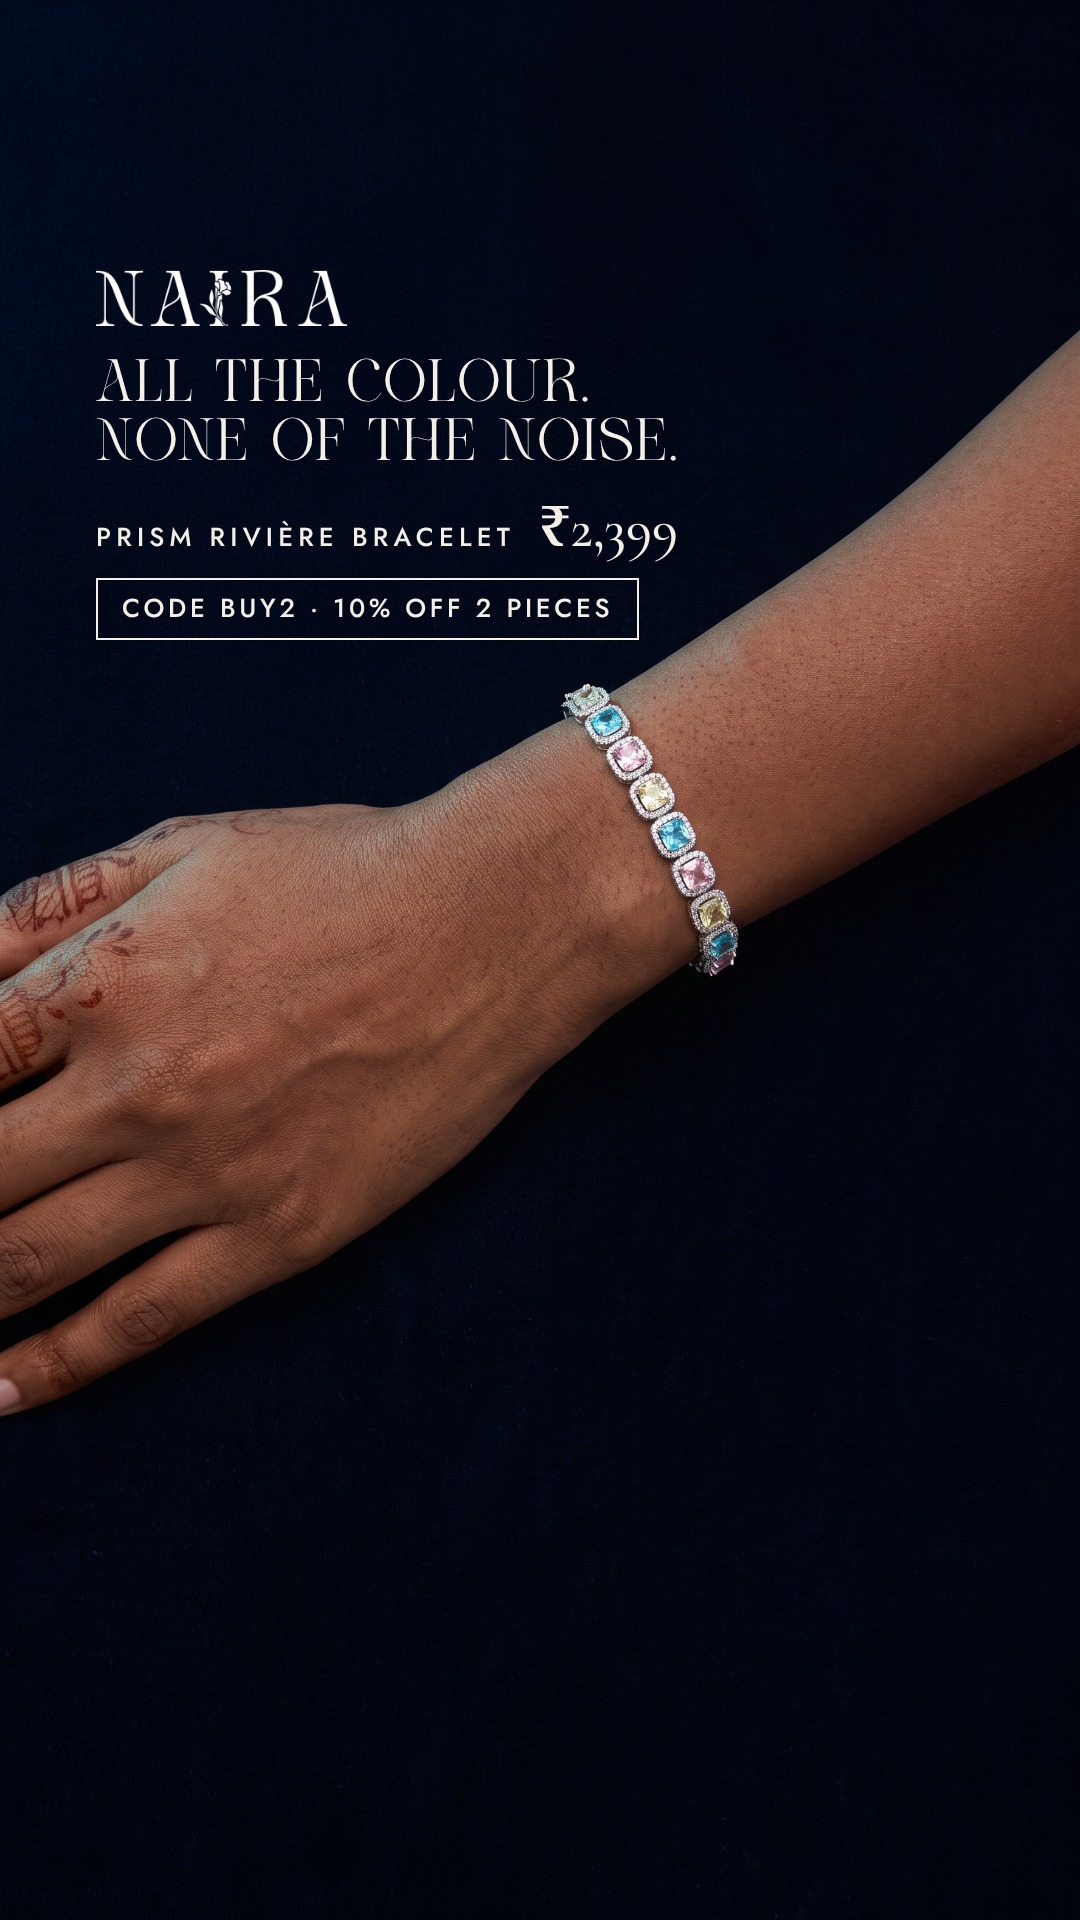 NAIRA
ALL THE COLOUR.
NONE OF THE NOISE.
PRISM RIVIÈRE BRACELET ₹2,399
CODE BUY2 · 10% OFF 2 PIECES